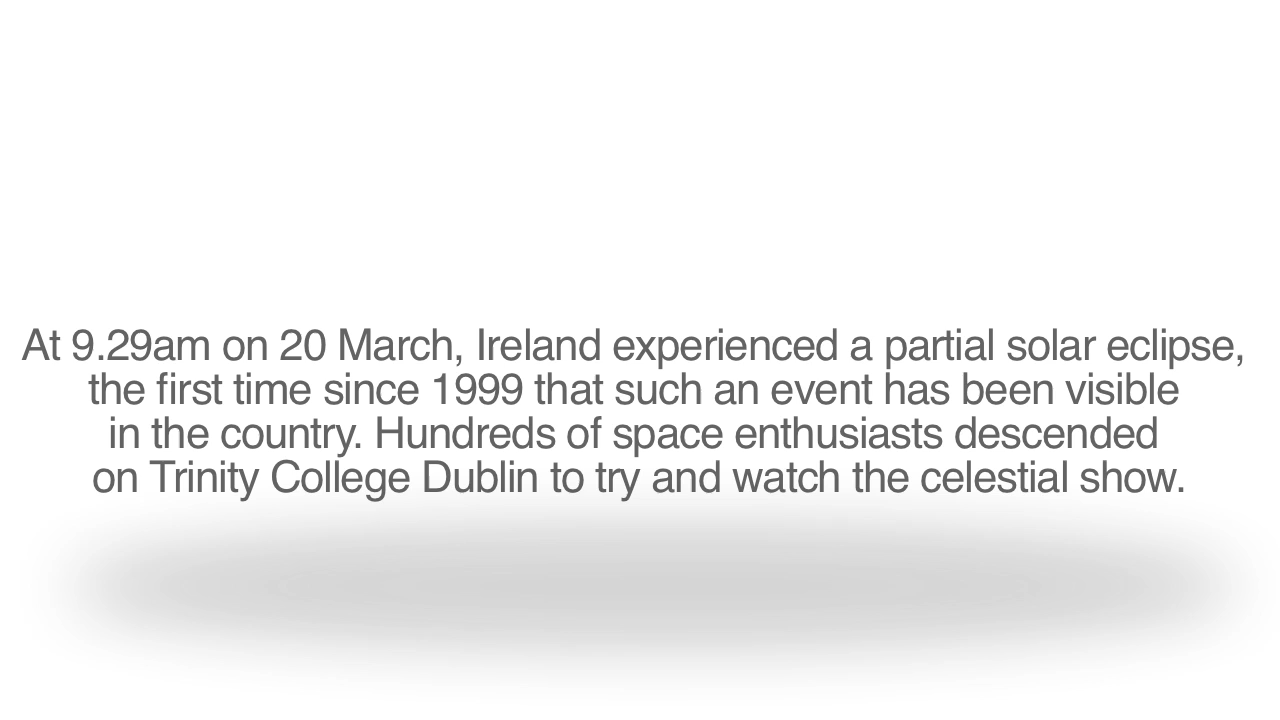 At 9.29am on 20 March, Ireland experienced a partial solar eclipse,
the first time since 1999 that such an event has been visible
in the country. Hundreds of space enthusiasts descended
on Trinity College Dublin to try and watch the celestial show.